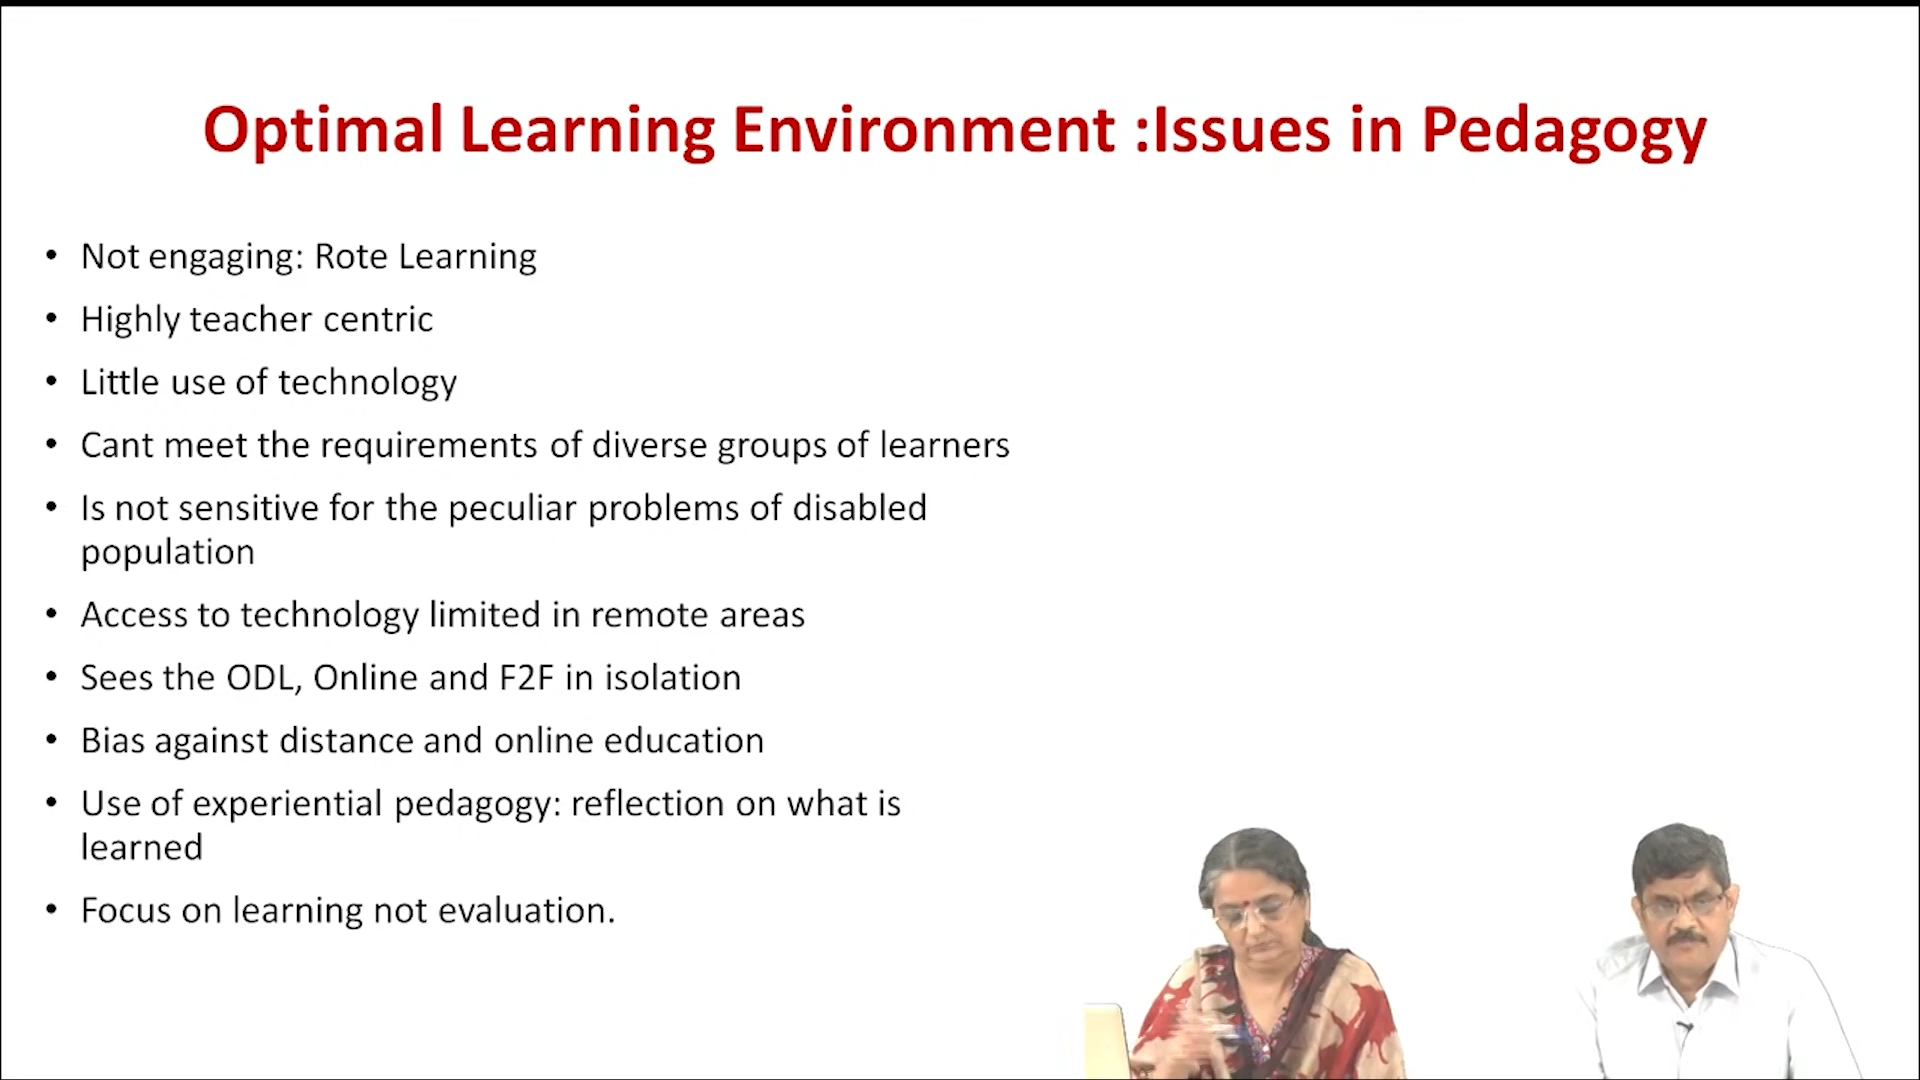 Optimal Learning Environment :Issues in Pedagogy
• Not engaging: Rote Learning
• Highly teacher centric
• Little use of technology
• Cant meet the requirements of diverse groups of learners
• Is not sensitive for the peculiar problems of disabled
population
• Access to technology limited in remote areas
• Sees the ODL, Online and F2F in isolation
• Bias against distance and online education
• Use of experiential pedagogy: reflection on what is
learned
• Focus on learning not evaluation.